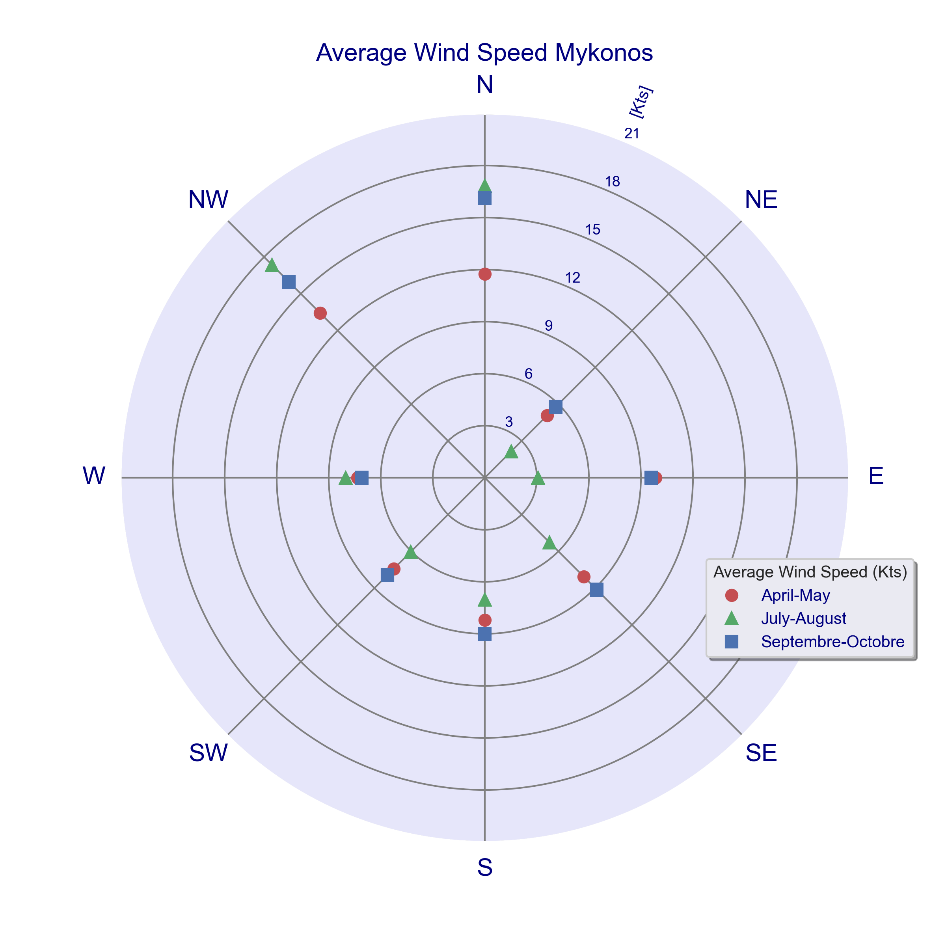 Average Wind Speed Mykonos
N
[Kts]
21
18
NW
NE
15
12
9
6
3
W
E
Average Wind Speed (Kts)
April-May
July-August
Septembre-Octobre
SW
SE
S